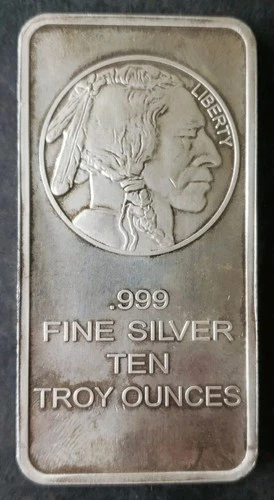 LIBERTY
.999
FINE SILVER
TEN
TROY OUNCES